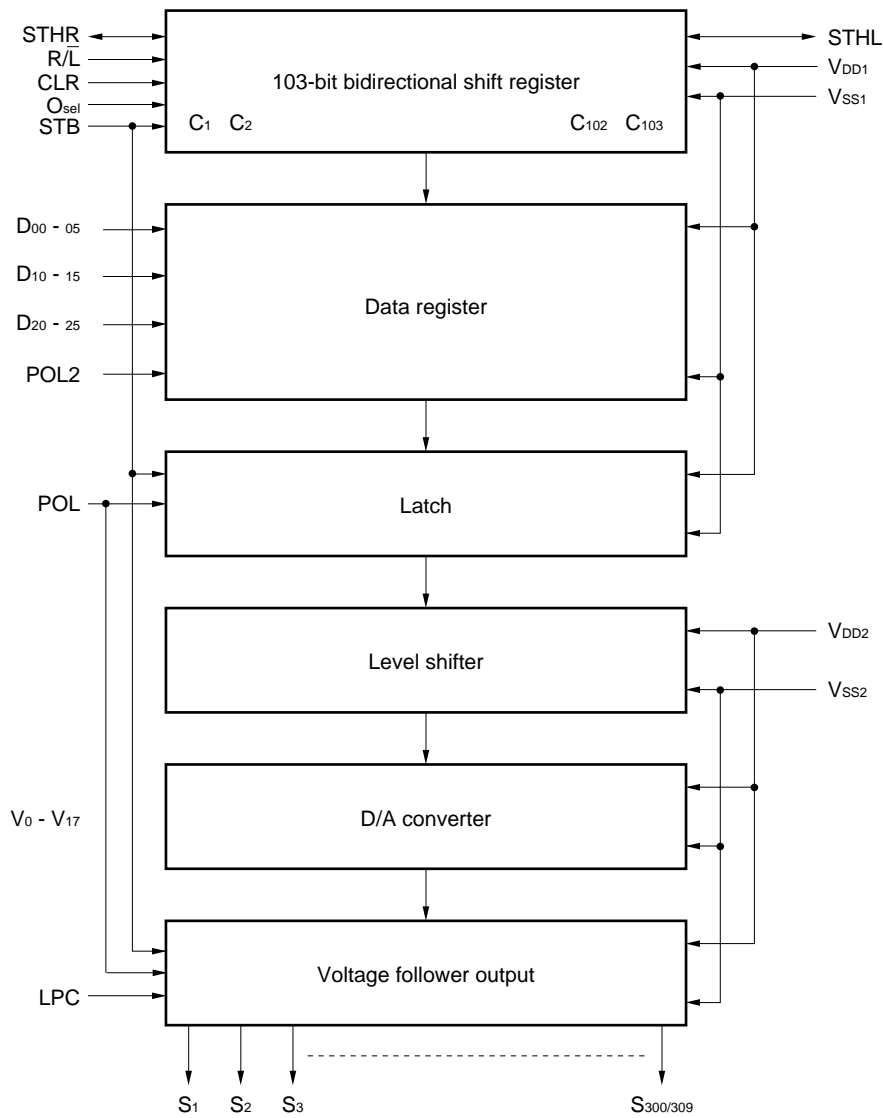 STHR
R/L̅
CLR
Osel
STB
103-bit bidirectional shift register
C1 C2 C102 C103
STHL
VDD1
VSS1
D00 - 05
D10 - 15
D20 - 25
POL2
Data register
POL
Latch
Level shifter
VDD2
VSS2
V0 - V17
D/A converter
LPC
Voltage follower output
S1 S2 S3 S300/309